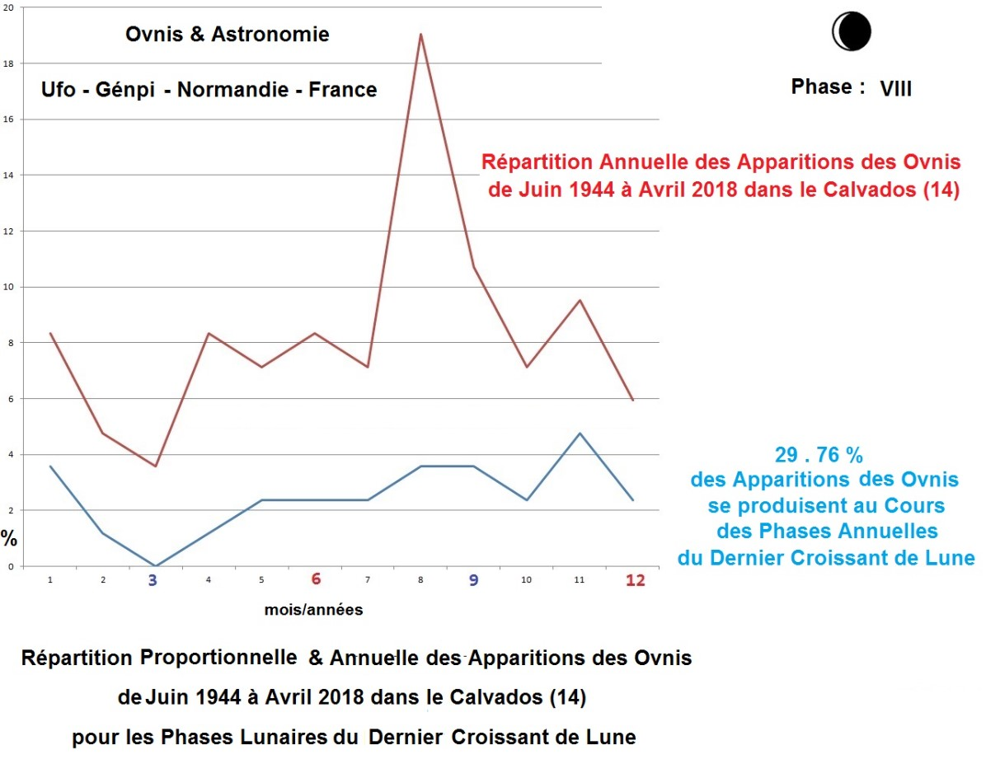 20
Ovnis & Astronomie
18
Ufo - Génpi - Normandie - France
Phase : VIII
16
Répartition Annuelle des Apparitions des Ovnis
14
de Juin 1944 à Avril 2018 dans le Calvados (14)
12
10
8
6
4
29 . 76 %
des Apparitions des Ovnis
se produisent au Cours
2
des Phases Annuelles
%
du Dernier Croissant de Lune
0
1 2 3 4 5 6 7 8 9 10 11 12
mois/années
Répartition Proportionnelle & Annuelle des Apparitions des Ovnis
de Juin 1944 à Avril 2018 dans le Calvados (14)
pour les Phases Lunaires du Dernier Croissant de Lune